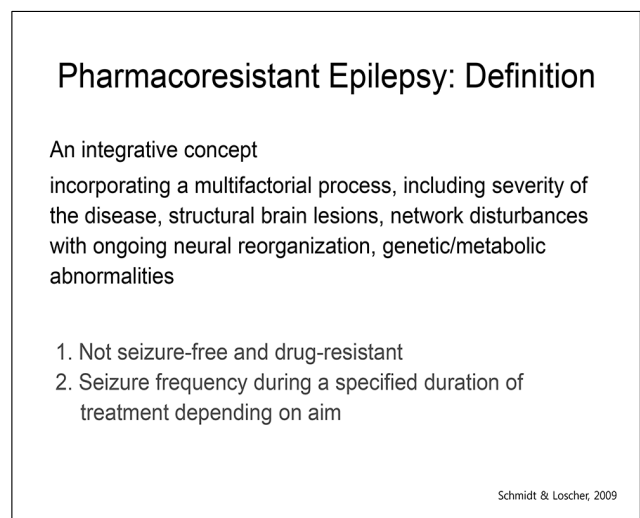 Pharmacoresistant Epilepsy: Definition
An integrative concept
incorporating a multifactorial process, including severity of
the disease, structural brain lesions, network disturbances
with ongoing neural reorganization, genetic/metabolic
abnormalities
1. Not seizure-free and drug-resistant
2. Seizure frequency during a specified duration of
treatment depending on aim
Schmidt & Loscher, 2009